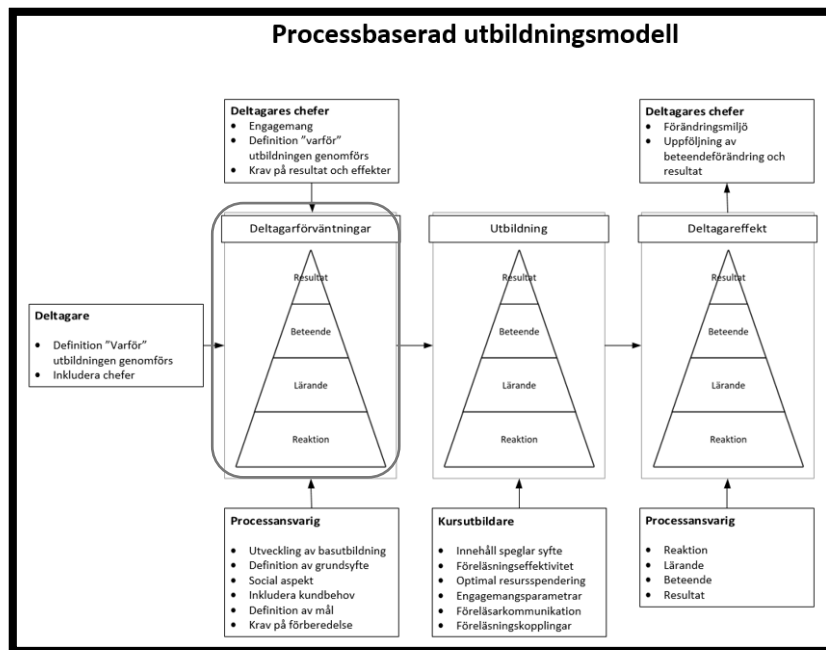 Processbaserad utbildningsmodell
Deltagares chefer
• Engagemang
• Definition ”varför”
utbildningen genomförs
• Krav på resultat och effekter
Deltagares chefer
• Förändringsmiljö
• Uppföljning av
beteendeförändring och
resultat
Deltagarförväntningar
Utbildning
Deltagareffekt
Resultat
Beteende
Lärande
Reaktion
Resultat
Beteende
Lärande
Reaktion
Resultat
Beteende
Lärande
Reaktion
Deltagare
• Definition ”Varför”
utbildningen genomförs
• Inkludera chefer
Processansvarig
• Utveckling av basutbildning
• Definition av grundsyfte
• Social aspekt
• Inkludera kundbehov
• Definition av mål
• Krav på förberedelse
Kursutbildare
• Innehåll speglar syfte
• Föreläsningseffektivitet
• Optimal resursspendering
• Engagemangsparametrar
• Föreläsarkommunikation
• Föreläsningskopplingar
Processansvarig
• Reaktion
• Lärande
• Beteende
• Resultat